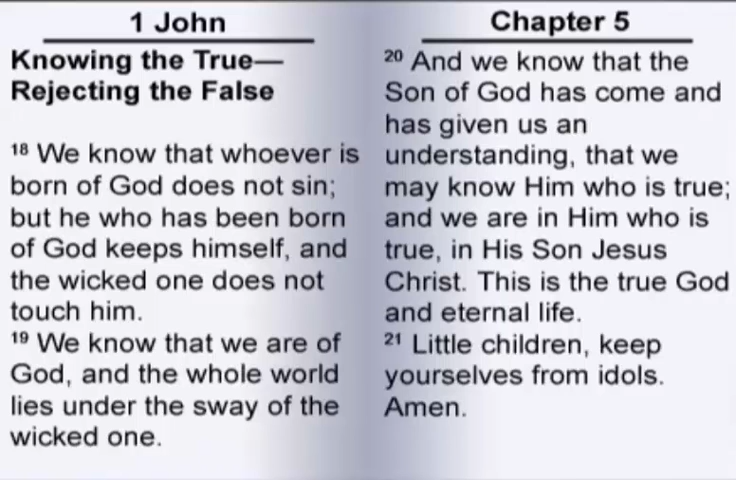 1 John
Knowing the True—
Rejecting the False
18 We know that whoever is
born of God does not sin;
but he who has been born
of God keeps himself, and
the wicked one does not
touch him.
19 We know that we are of
God, and the whole world
lies under the sway of the
wicked one.
Chapter 5
20 And we know that the
Son of God has come and
has given us an
understanding, that we
may know Him who is true;
and we are in Him who is
true, in His Son Jesus
Christ. This is the true God
and eternal life.
21 Little children, keep
yourselves from idols.
Amen.